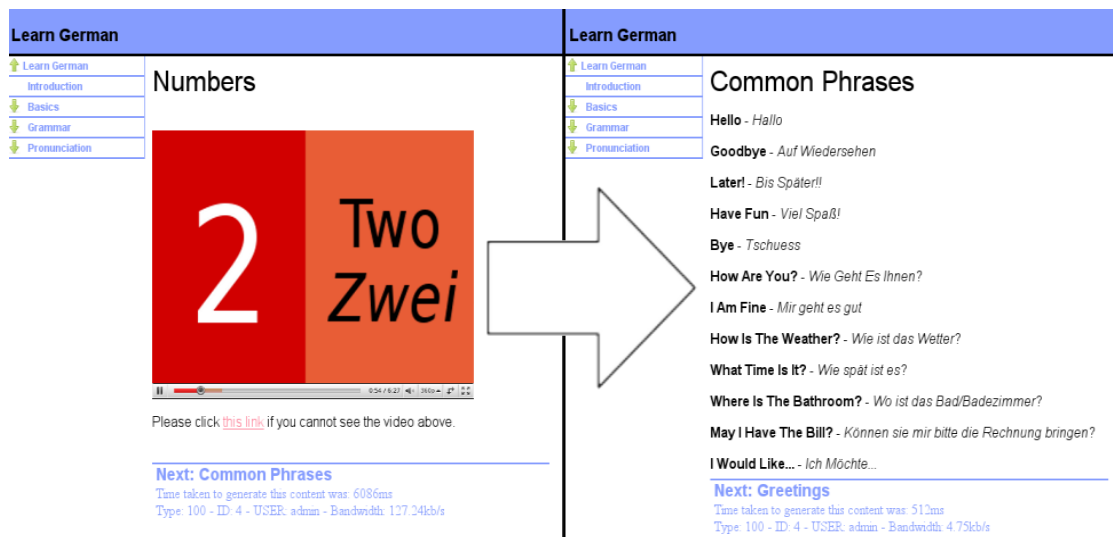 Learn German
Learn German
Introduction
Basics
Grammar
Pronunciation
Numbers
2
Two
Zwei
0:54 / 6:27
360p
Please click this link if you cannot see the video above.
Next: Common Phrases
Time taken to generate this content was: 6086ms
Type: 100 - ID: 4 - USER: admin - Bandwidth: 127.24kb/s
Learn German
Learn German
Introduction
Basics
Grammar
Pronunciation
Common Phrases
Hello - Hallo
Goodbye - Auf Wiedersehen
Later! - Bis Später!!
Have Fun - Viel Spaß!
Bye - Tschuess
How Are You? - Wie Geht Es Ihnen?
I Am Fine - Mir geht es gut
How Is The Weather? - Wie ist das Wetter?
What Time Is It? - Wie spät ist es?
Where Is The Bathroom? - Wo ist das Bad/Badezimmer?
May I Have The Bill? - Können sie mir bitte die Rechnung bringen?
I Would Like... - Ich Möchte...
Next: Greetings
Time taken to generate this content was: 512ms
Type: 100 - ID: 4 - USER: admin - Bandwidth: 4.75kb/s